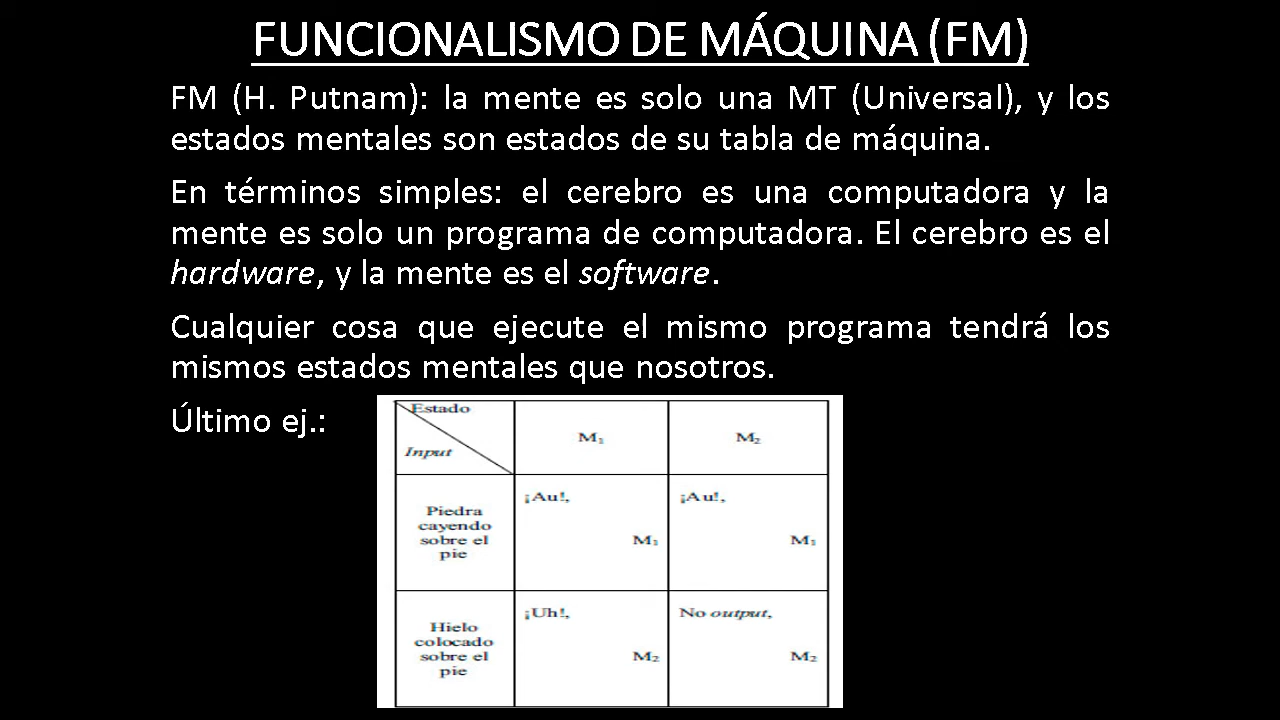 FUNCIONALISMO DE MÁQUINA (FM)
FM (H. Putnam): la mente es solo una MT (Universal), y los
estados mentales son estados de su tabla de máquina.
En términos simples: el cerebro es una computadora y la
mente es solo un programa de computadora. El cerebro es el
hardware, y la mente es el software.
Cualquier cosa que ejecute el mismo programa tendrá los
mismos estados mentales que nosotros.
Último ej.:
Estado
Input
M₁
M₂
Piedra
cayendo
sobre el
pie
¡Au!,
M₁
¡Au!,
M₁
Hielo
colocado
sobre el
pie
¡Uh!,
M₂
No output,
M₂